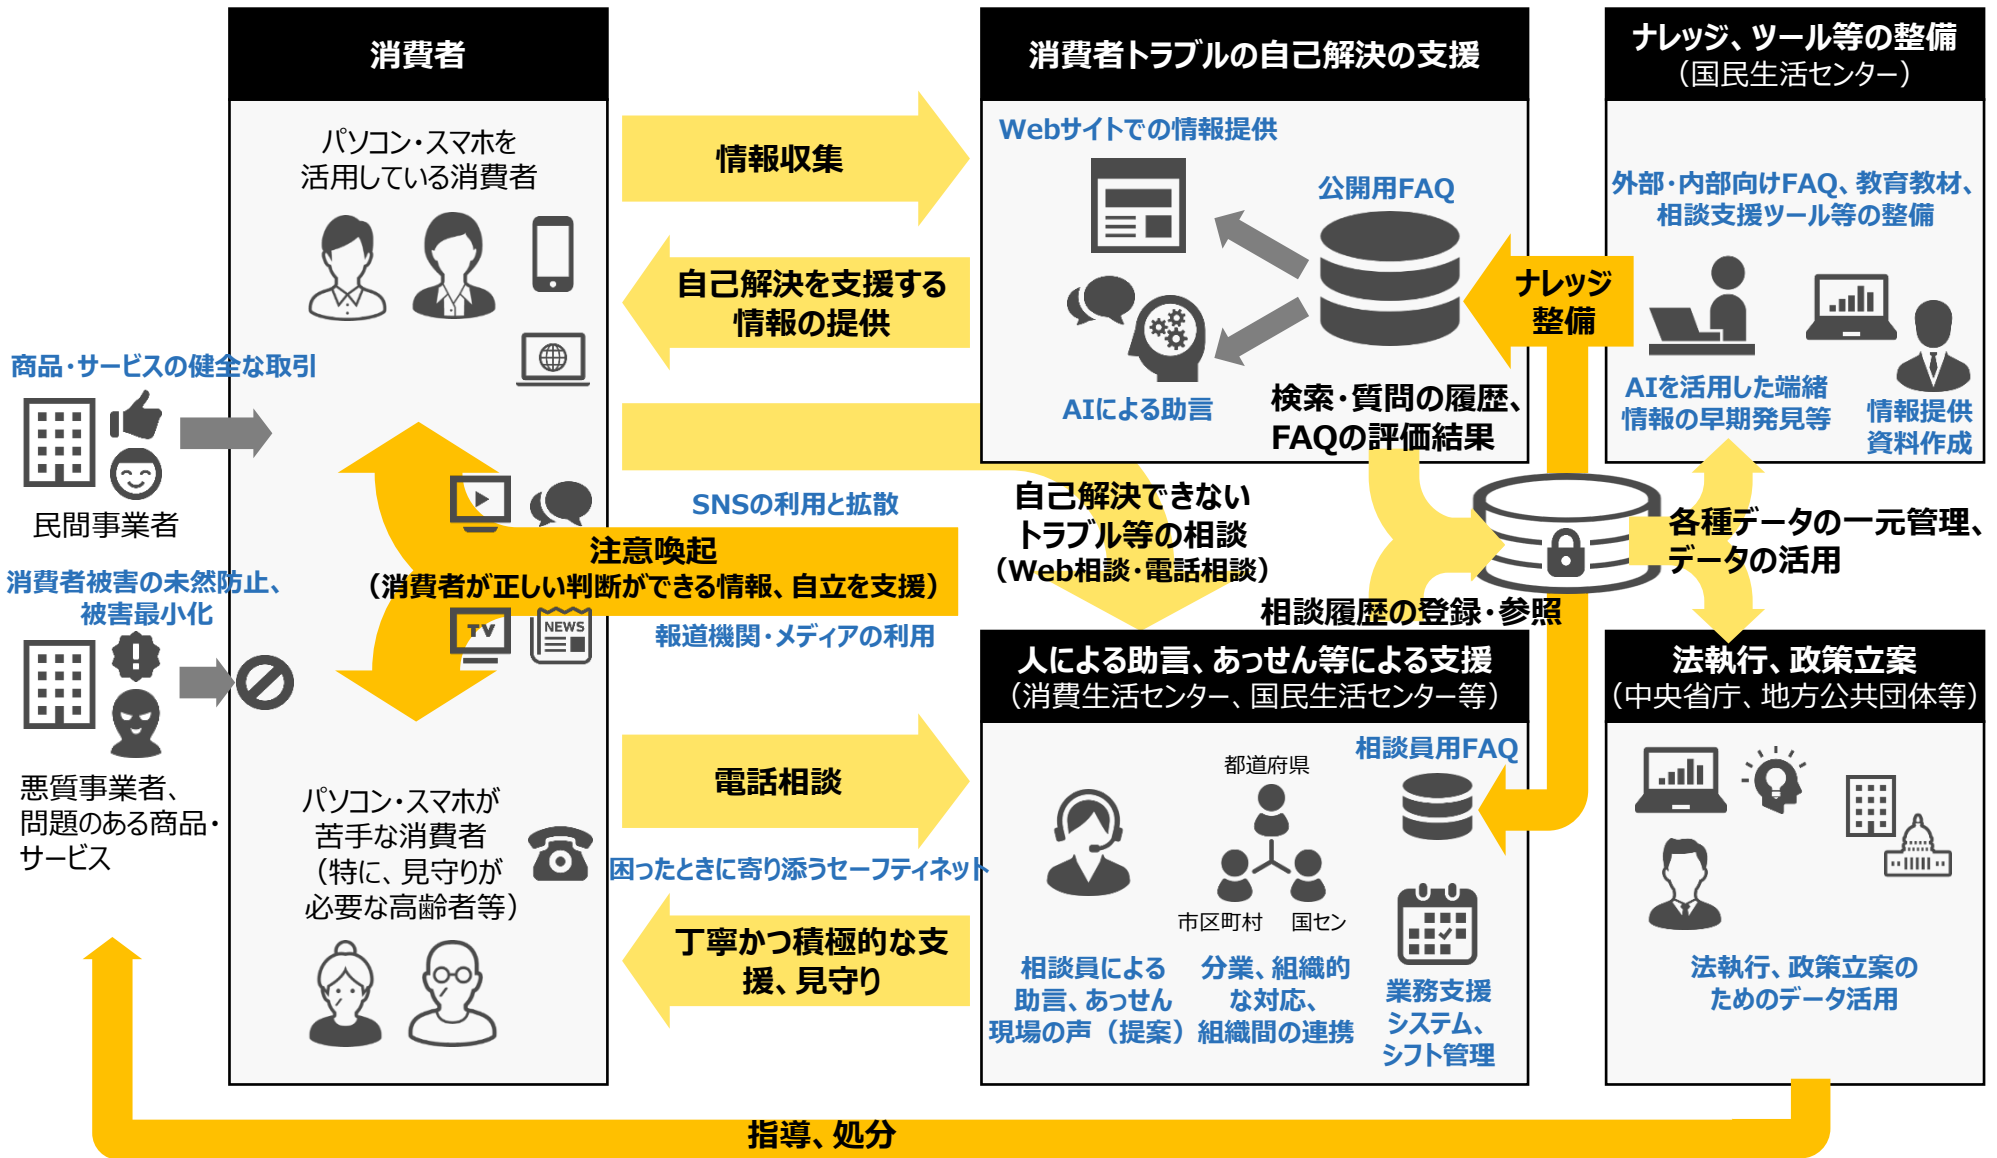 消費者
パソコン・スマホを
活用している消費者
商品・サービスの健全な取引
民間事業者
消費者被害の未然防止、
被害最小化
悪質事業者、
問題のある商品・
サービス
パソコン・スマホが
苦手な消費者
（特に、見守りが
必要な高齢者等）
情報収集
自己解決を支援する
情報の提供
SNSの利用と拡散
注意喚起
（消費者が正しい判断ができる情報、自立を支援）
TV
NEWS
報道機関・メディアの利用
電話相談
困ったときに寄り添うセーフティネット
丁寧かつ積極的な支
援、見守り
消費者トラブルの自己解決の支援
Webサイトでの情報提供
公開用FAQ
AIによる助言
検索・質問の履歴、
FAQの評価結果
自己解決できない
トラブル等の相談
（Web相談・電話相談）
相談履歴の登録・参照
人による助言、あっせん等による支援
（消費生活センター、国民生活センター等）
相談員用FAQ
都道府県
市区町村
国セン
相談員による
助言、あっせん
現場の声（提案）
分業、組織的
な対応、
組織間の連携
業務支援
システム、
シフト管理
ナレッジ、ツール等の整備
（国民生活センター）
外部・内部向けFAQ、教育教材、
相談支援ツール等の整備
ナレッジ
整備
AIを活用した端緒
情報の早期発見等
情報提供
資料作成
各種データの一元管理、
データの活用
法執行、政策立案
（中央省庁、地方公共団体等）
法執行、政策立案の
ためのデータ活用
指導、処分